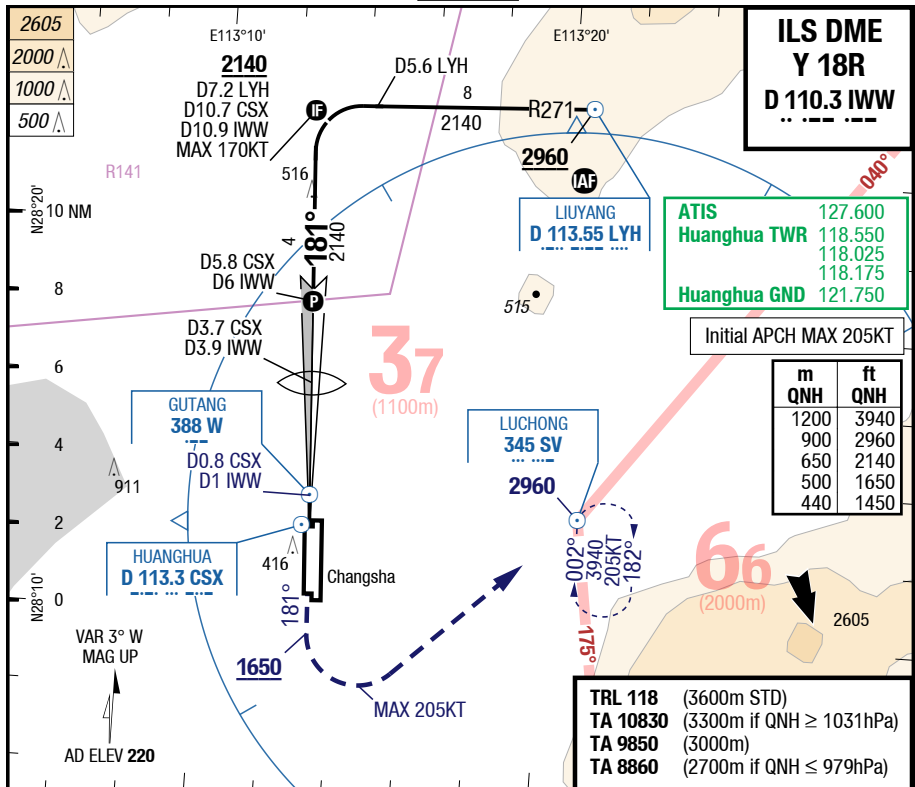 2605
2000
1000
500
E113°10'
E113°20'
2140
D7.2 LYH
D10.7 CSX
D10.9 IWW
MAX 170KT
IF
D5.6 LYH
8
2140
R271
2960
IAF
ILS DME
Y 18R
D 110.3 IWW
R141
516
N28°20'
10 NM
181°
4
2140
LIUYANG
D 113.55 LYH
040°
ATIS 127.600
Huanghua TWR 118.550
118.025
118.175
Huanghua GND 121.750
D5.8 CSX
D6 IWW
P
8
515
Initial APCH MAX 205KT
D3.7 CSX
D3.9 IWW
6
37
(1100m)
m ft
QNH QNH
1200 3940
900 2960
650 2140
500 1650
440 1450
GUTANG
388 W
LUCHONG
345 SV
4
D0.8 CSX
D1 IWW
911
2960
2
HUANGHUA
D 113.3 CSX
416
Changsha
002°
3940
205KT
182°
66
(2000m)
N28°10'
0
181°
2605
VAR 3° W
MAG UP
1650
175°
MAX 205KT
AD ELEV 220
TRL 118 (3600m STD)
TA 10830 (3300m if QNH ≥ 1031hPa)
TA 9850 (3000m)
TA 8860 (2700m if QNH ≤ 979hPa)